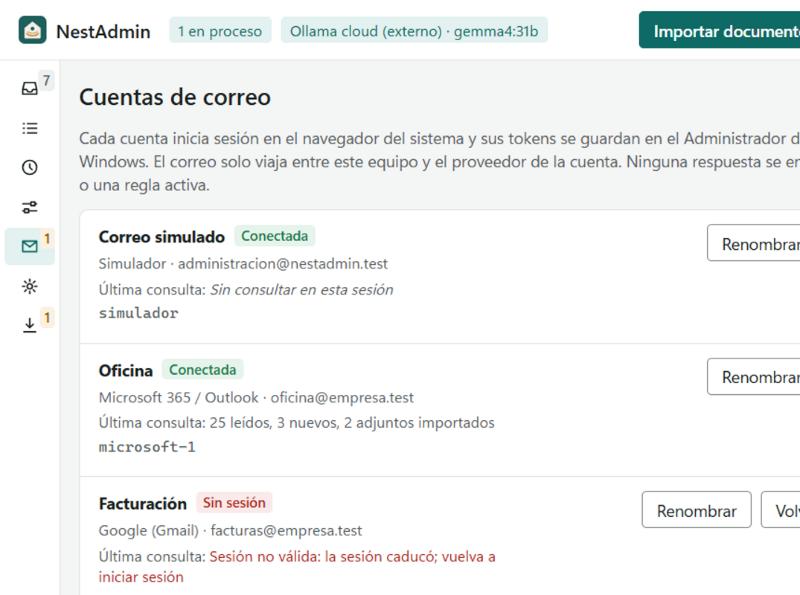 NestAdmin
1 en proceso
Ollama cloud (externo) · gemma4:31b
Importar documento
7
Cuentas de correo
Cada cuenta inicia sesión en el navegador del sistema y sus tokens se guardan en el Administrador d
Windows. El correo solo viaja entre este equipo y el proveedor de la cuenta. Ninguna respuesta se en
o una regla activa.
Correo simulado
Conectada
Renombrar
1
Simulador · administracion@nestadmin.test
Última consulta: Sin consultar en esta sesión
simulador
1
Oficina
Conectada
Renombrar
Microsoft 365 / Outlook · oficina@empresa.test
Última consulta: 25 leídos, 3 nuevos, 2 adjuntos importados
microsoft-1
Facturación
Sin sesión
Renombrar
Volv
Google (Gmail) · facturas@empresa.test
Última consulta: Sesión no válida: la sesión caducó; vuelva a
iniciar sesión